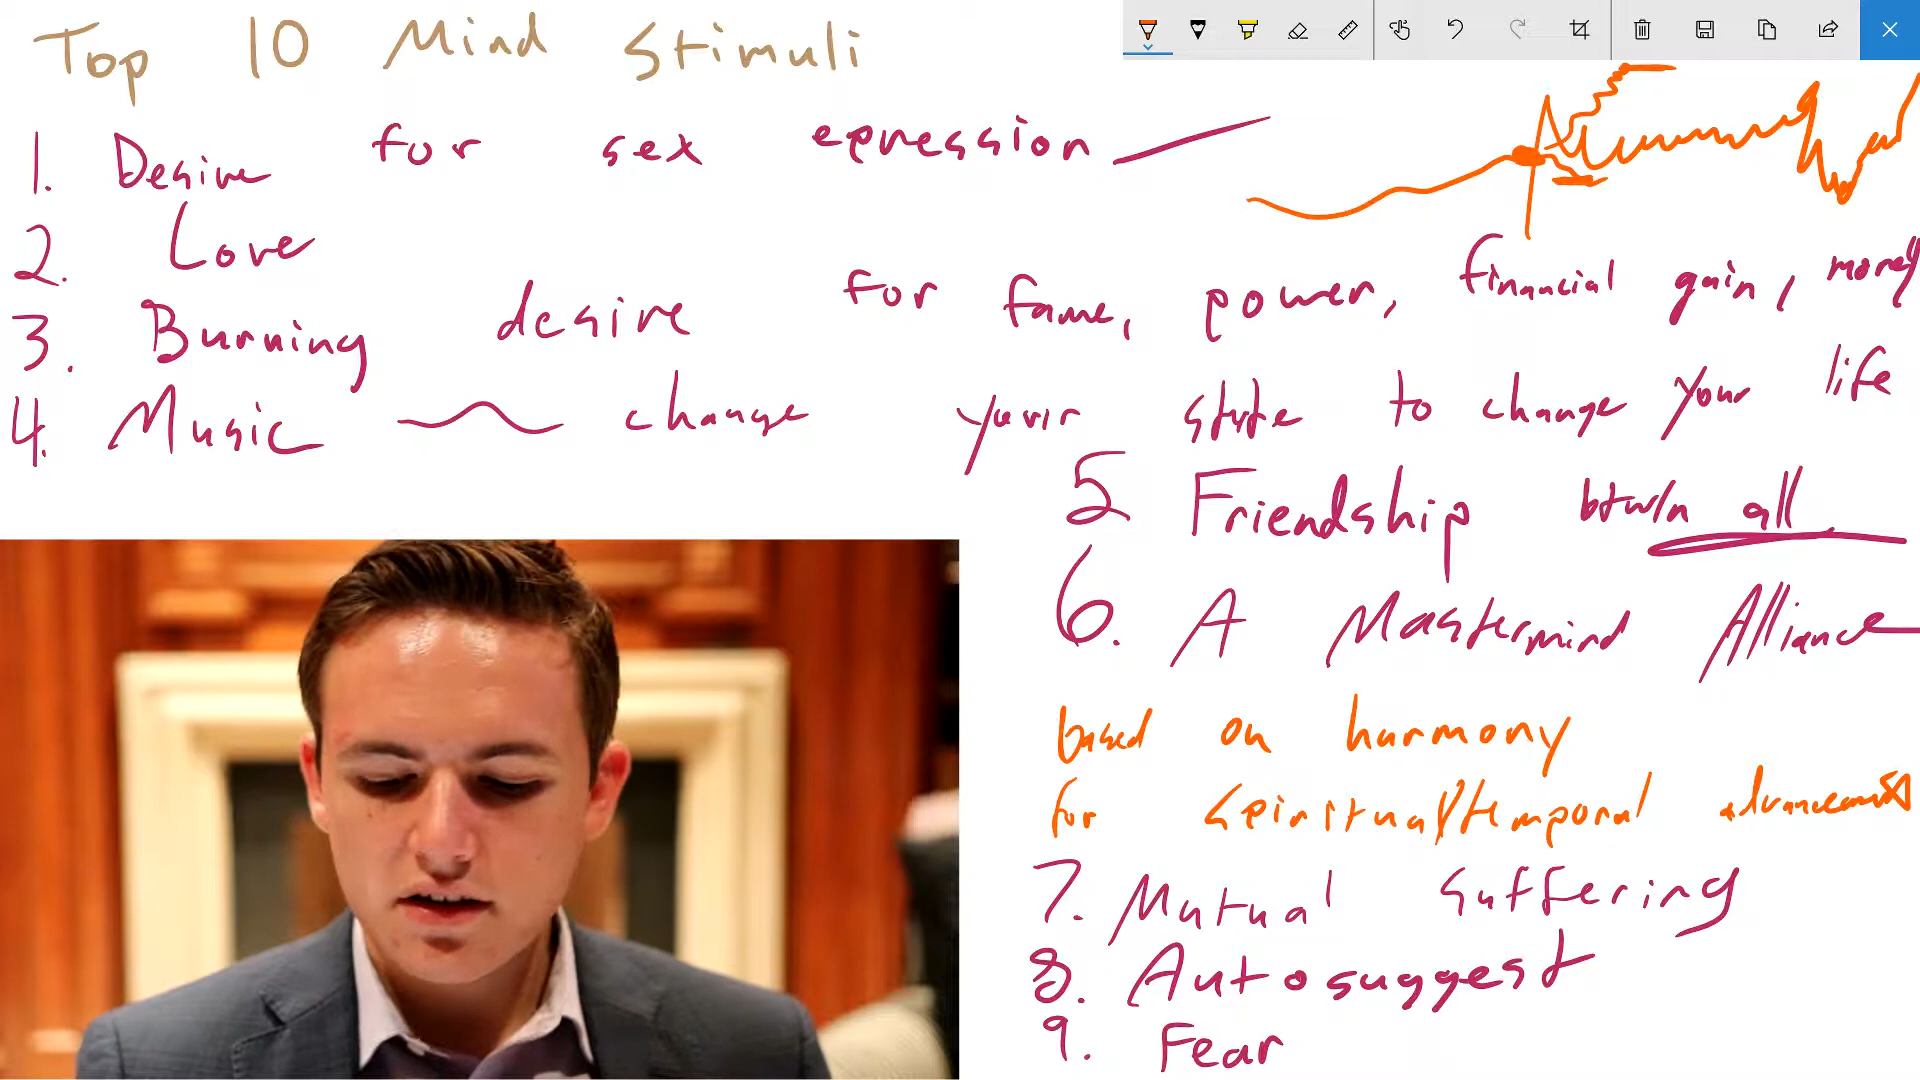 Top 10 Mind Stimuli
1. Desire for sex epression
2. Love
3. Burning desire for fame, power, financial gain, money
4. Music change your state to change your life
5 Friendship btw/n all
6. A Mastermind Alliance
based on harmony
for spiritual/temporal
7. Mutual Suffering
8. Autosuggest
9. Fear